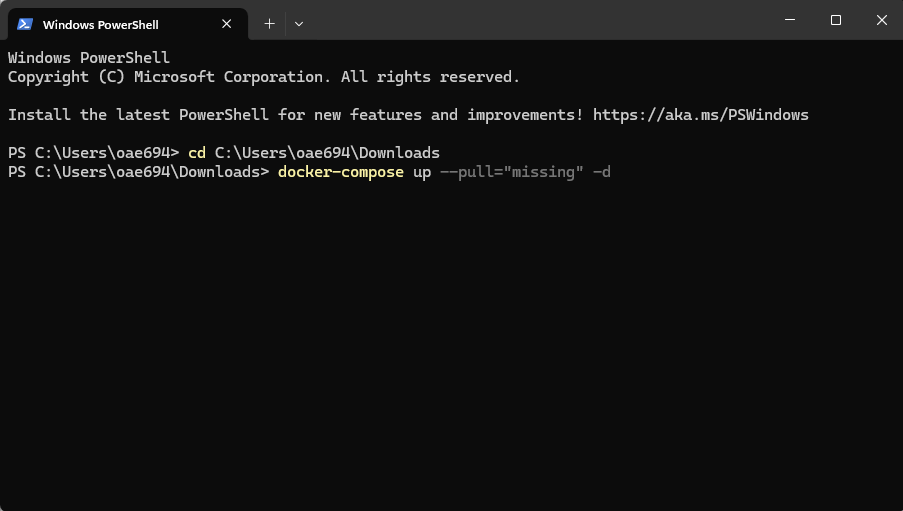 Windows PowerShell
Windows PowerShell
Copyright (C) Microsoft Corporation. All rights reserved.
Install the latest PowerShell for new features and improvements! https://aka.ms/PSWindows
PS C:\Users\oae694> cd C:\Users\oae694\Downloads
PS C:\Users\oae694\Downloads> docker-compose up --pull="missing" -d